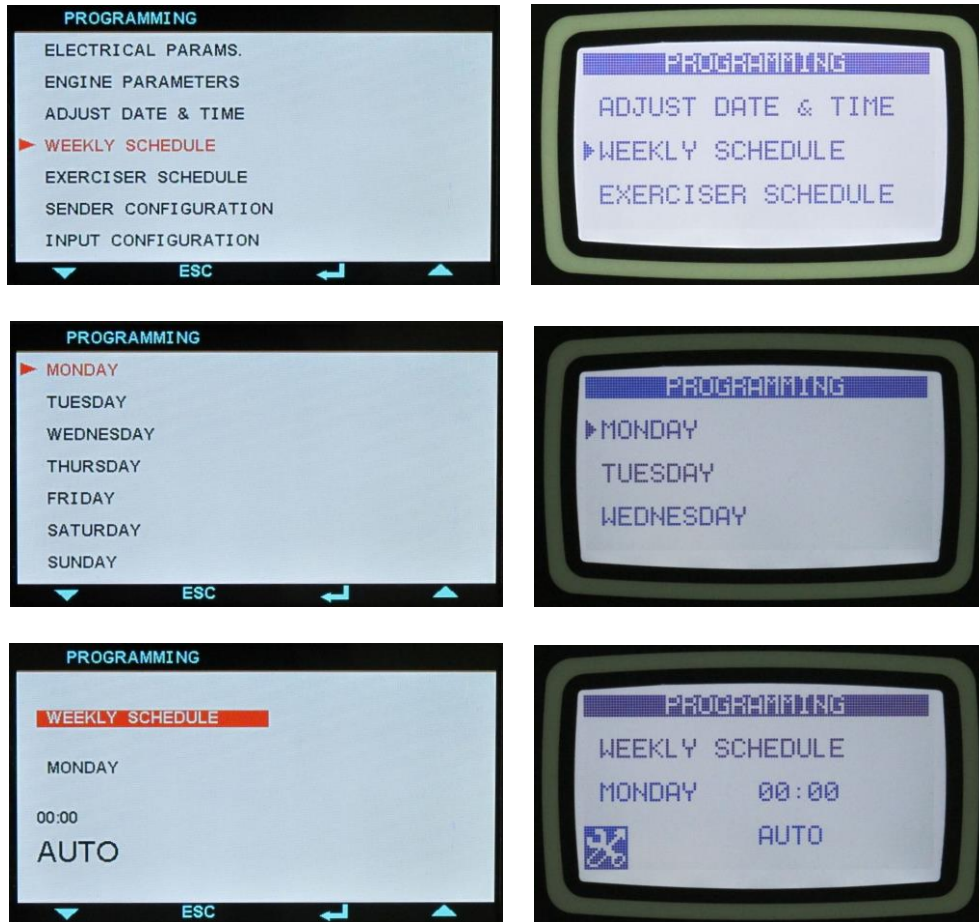 PROGRAMMING
ELECTRICAL PARAMS.
ENGINE PARAMETERS
ADJUST DATE & TIME
WEEKLY SCHEDULE
EXERCISER SCHEDULE
SENDER CONFIGURATION
INPUT CONFIGURATION
ESC
PROGRAMMING
ADJUST DATE & TIME
WEEKLY SCHEDULE
EXERCISER SCHEDULE
PROGRAMMING
MONDAY
TUESDAY
WEDNESDAY
THURSDAY
FRIDAY
SATURDAY
SUNDAY
ESC
PROGRAMMING
MONDAY
TUESDAY
WEDNESDAY
PROGRAMMING
WEEKLY SCHEDULE
MONDAY
00:00
AUTO
ESC
PROGRAMMING
WEEKLY SCHEDULE
MONDAY 00:00
AUTO